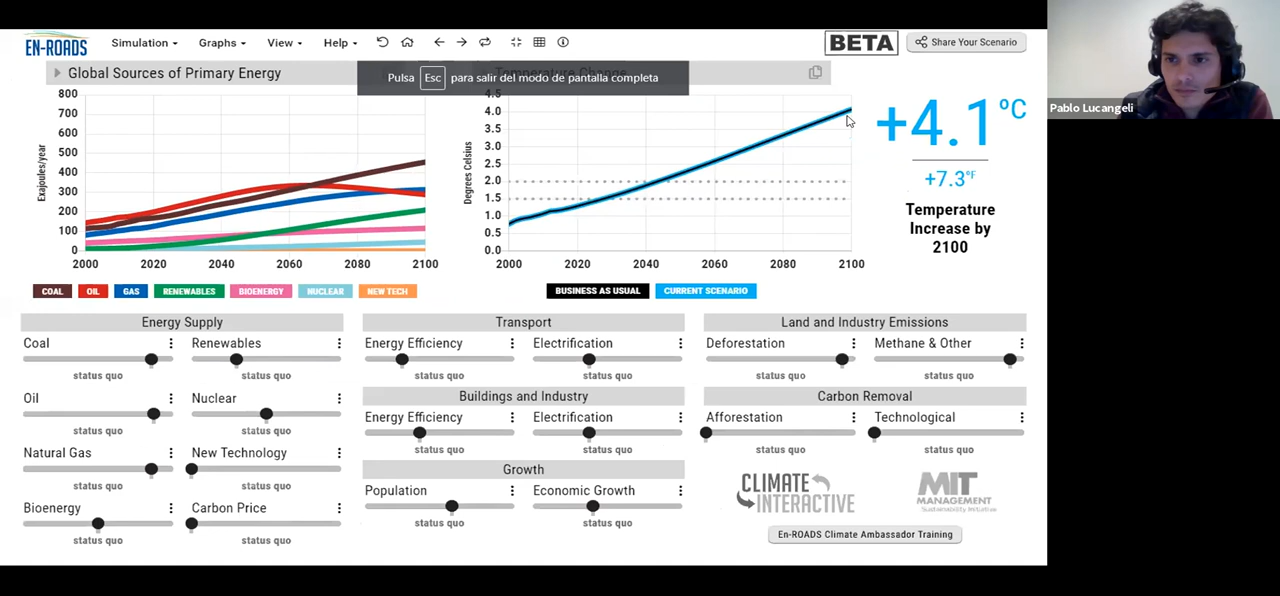 EN-ROADS
Simulation
Graphs
View
Help
BETA
Share Your Scenario
Global Sources of Primary Energy
Pulsa Esc para salir del modo de pantalla completa
Temperature Change
Exajoules/year
800
700
600
500
400
300
200
100
0
2000 2020 2040 2060 2080 2100
COAL OIL GAS RENEWABLES BIOENERGY NUCLEAR NEW TECH
Degrees Celsius
4.5
4.0
3.5
3.0
2.5
2.0
1.5
1.0
0.5
0.0
2000 2020 2040 2060 2080 2100
BUSINESS AS USUAL CURRENT SCENARIO
+4.1ºC
+7.3°F
Temperature
Increase by
2100
Pablo Lucangeli
Energy Supply
Coal
status quo
Renewables
status quo
Oil
status quo
Nuclear
status quo
Natural Gas
status quo
New Technology
status quo
Bioenergy
status quo
Carbon Price
status quo
Transport
Energy Efficiency
status quo
Electrification
status quo
Buildings and Industry
Energy Efficiency
status quo
Electrification
status quo
Growth
Population
status quo
Economic Growth
status quo
Land and Industry Emissions
Deforestation
status quo
Methane & Other
status quo
Carbon Removal
Afforestation
status quo
Technological
status quo
CLIMATE
INTERACTIVE
MIT
MANAGEMENT
Sustainability Initiative
En-ROADS Climate Ambassador Training